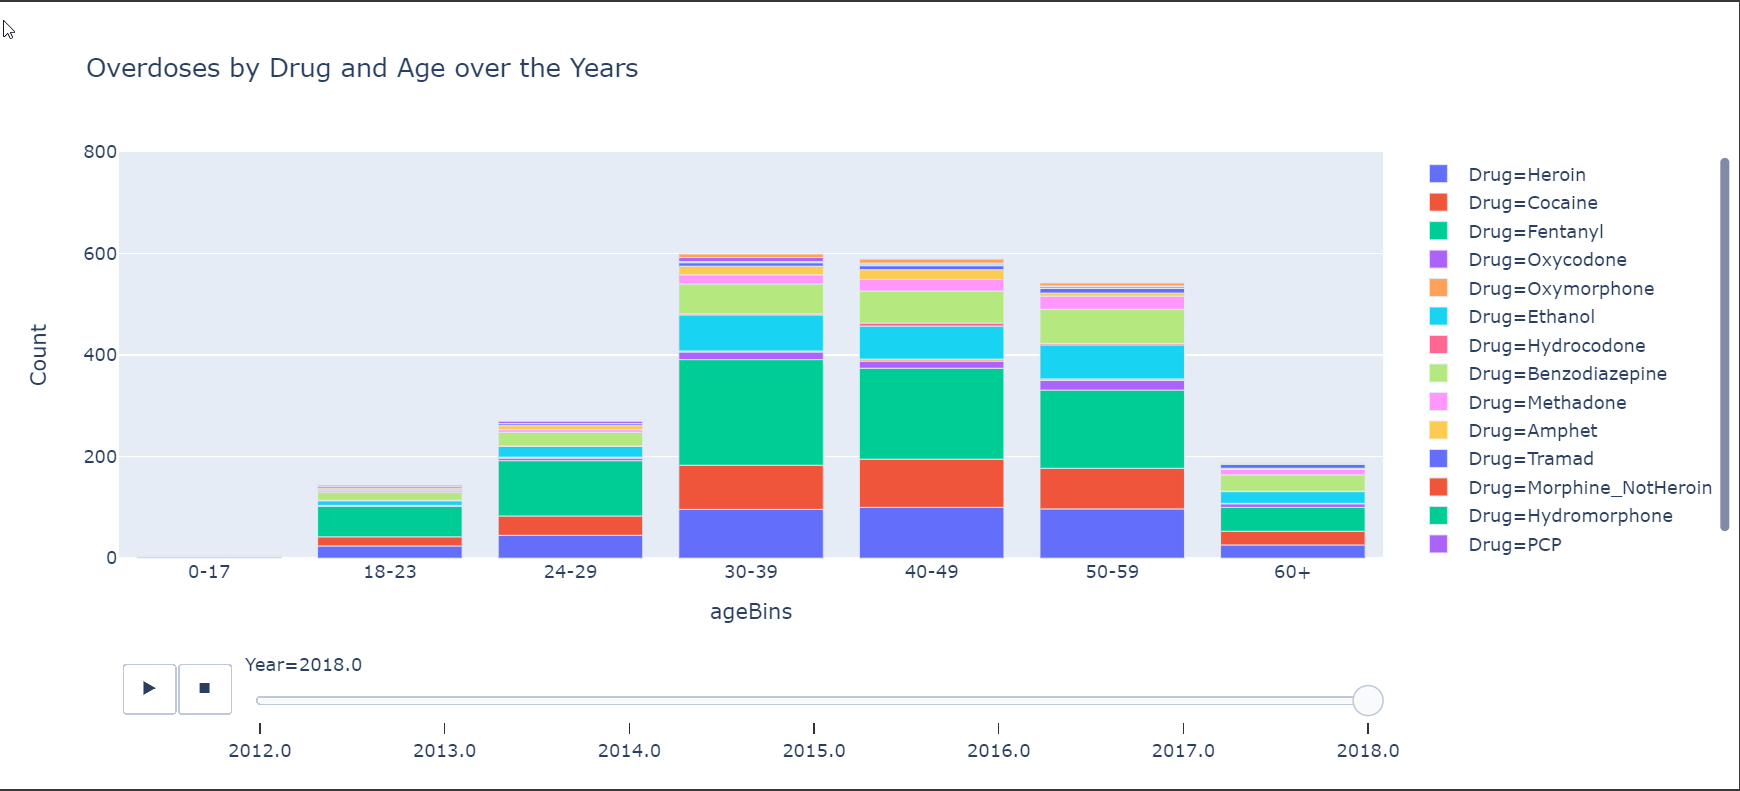 Overdoses by Drug and Age over the Years
800
600
400
200
0
Count
0-17
18-23
24-29
30-39
40-49
50-59
60+
ageBins
Drug=Heroin
Drug=Cocaine
Drug=Fentanyl
Drug=Oxycodone
Drug=Oxymorphone
Drug=Ethanol
Drug=Hydrocodone
Drug=Benzodiazepine
Drug=Methadone
Drug=Amphet
Drug=Tramad
Drug=Morphine_NotHeroin
Drug=Hydromorphone
Drug=PCP
Year=2018.0
2012.0
2013.0
2014.0
2015.0
2016.0
2017.0
2018.0